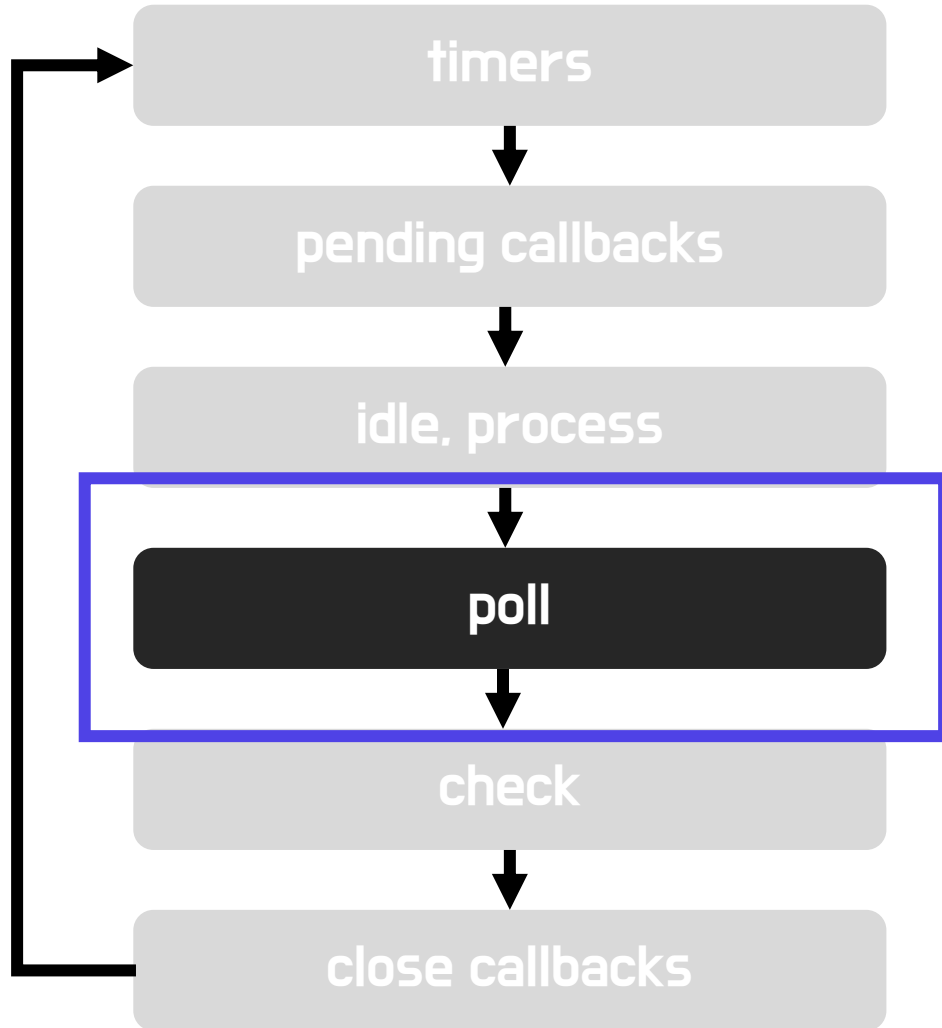 timers
pending callbacks
idle, process
poll
check
close callbacks